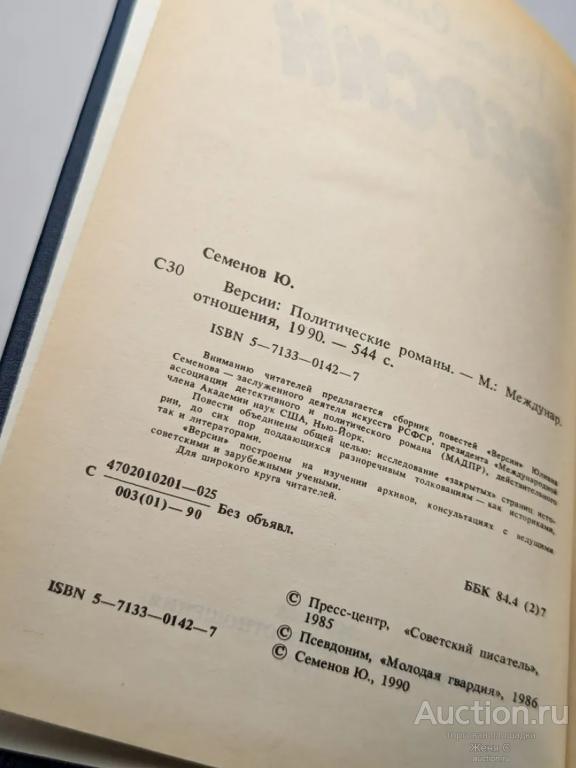 Семенов Ю.
С30
Версии: Политические романы. — М.: Междунар.
отношения, 1990. — 544 с.
ISBN 5—7133—0142—7
Вниманию читателей предлагается сборник повестей «Версии» Юлиана
Семенова — заслуженного деятеля искусств РСФСР, президента «Международной
ассоциации детективного и политического романа (МАДПР), действительного
члена Академии наук США, Нью-Йорк.
Повести объединены общей целью: исследование «закрытых» страниц исто-
рии, до сих пор поддающихся разноречивым толкованиям — как историками,
так и литераторами.
«Версии» построены на изучении архивов, консультациях с ведущими
советскими и зарубежными учеными.
Для широкого круга читателей.
С 4702010201—025
003(01)—90 Без объявл.
ББК 84.4 (2)7
ISBN 5—7133—0142—7
© Пресс-центр, «Советский писатель»,
1985
© Псевдоним, «Молодая гвардия», 1986
© Семенов Ю., 1990
Auction.ru
торговая площадка
Женя С
auction.ru